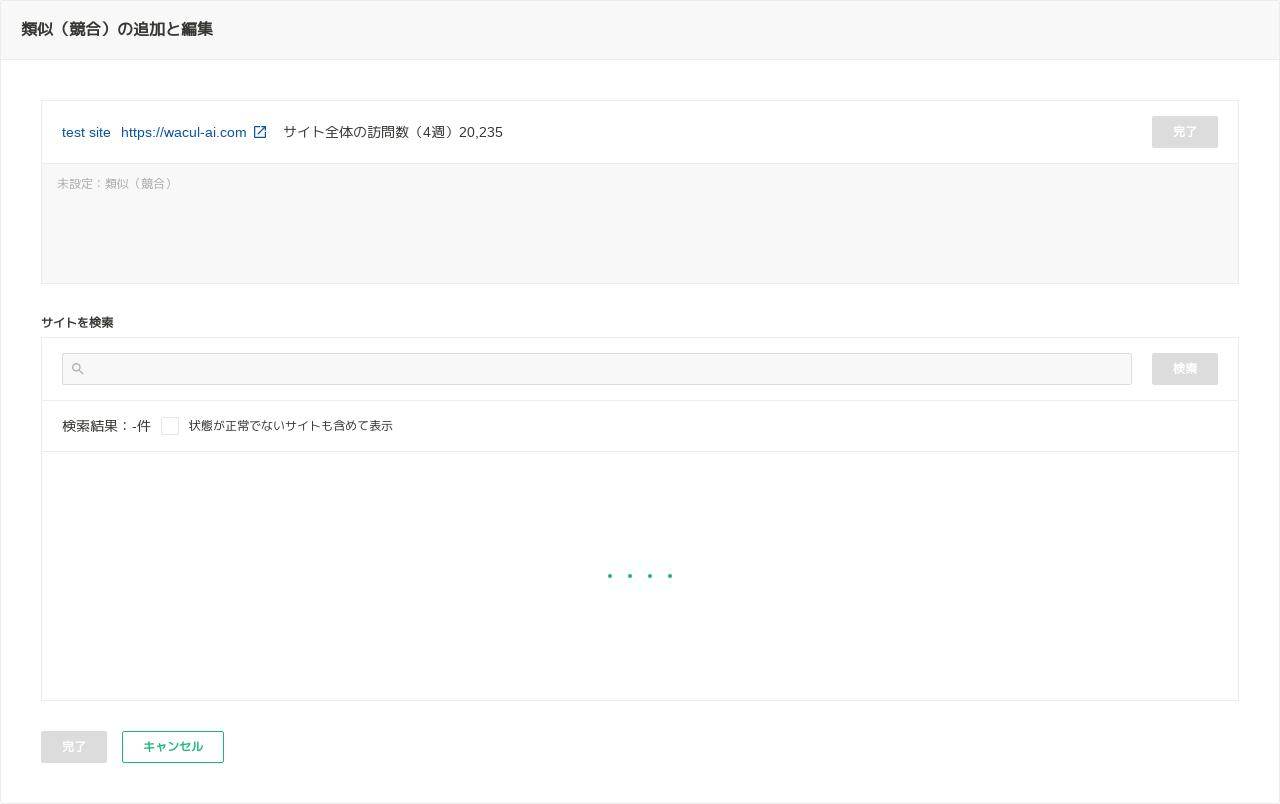 類似（競合）の追加と編集
test site https://wacul-ai.com サイト全体の訪問数（4週）20,235 完了
未設定：類似（競合）
サイトを検索
検索
検索結果：-件 状態が正常でないサイトも含めて表示
完了 キャンセル